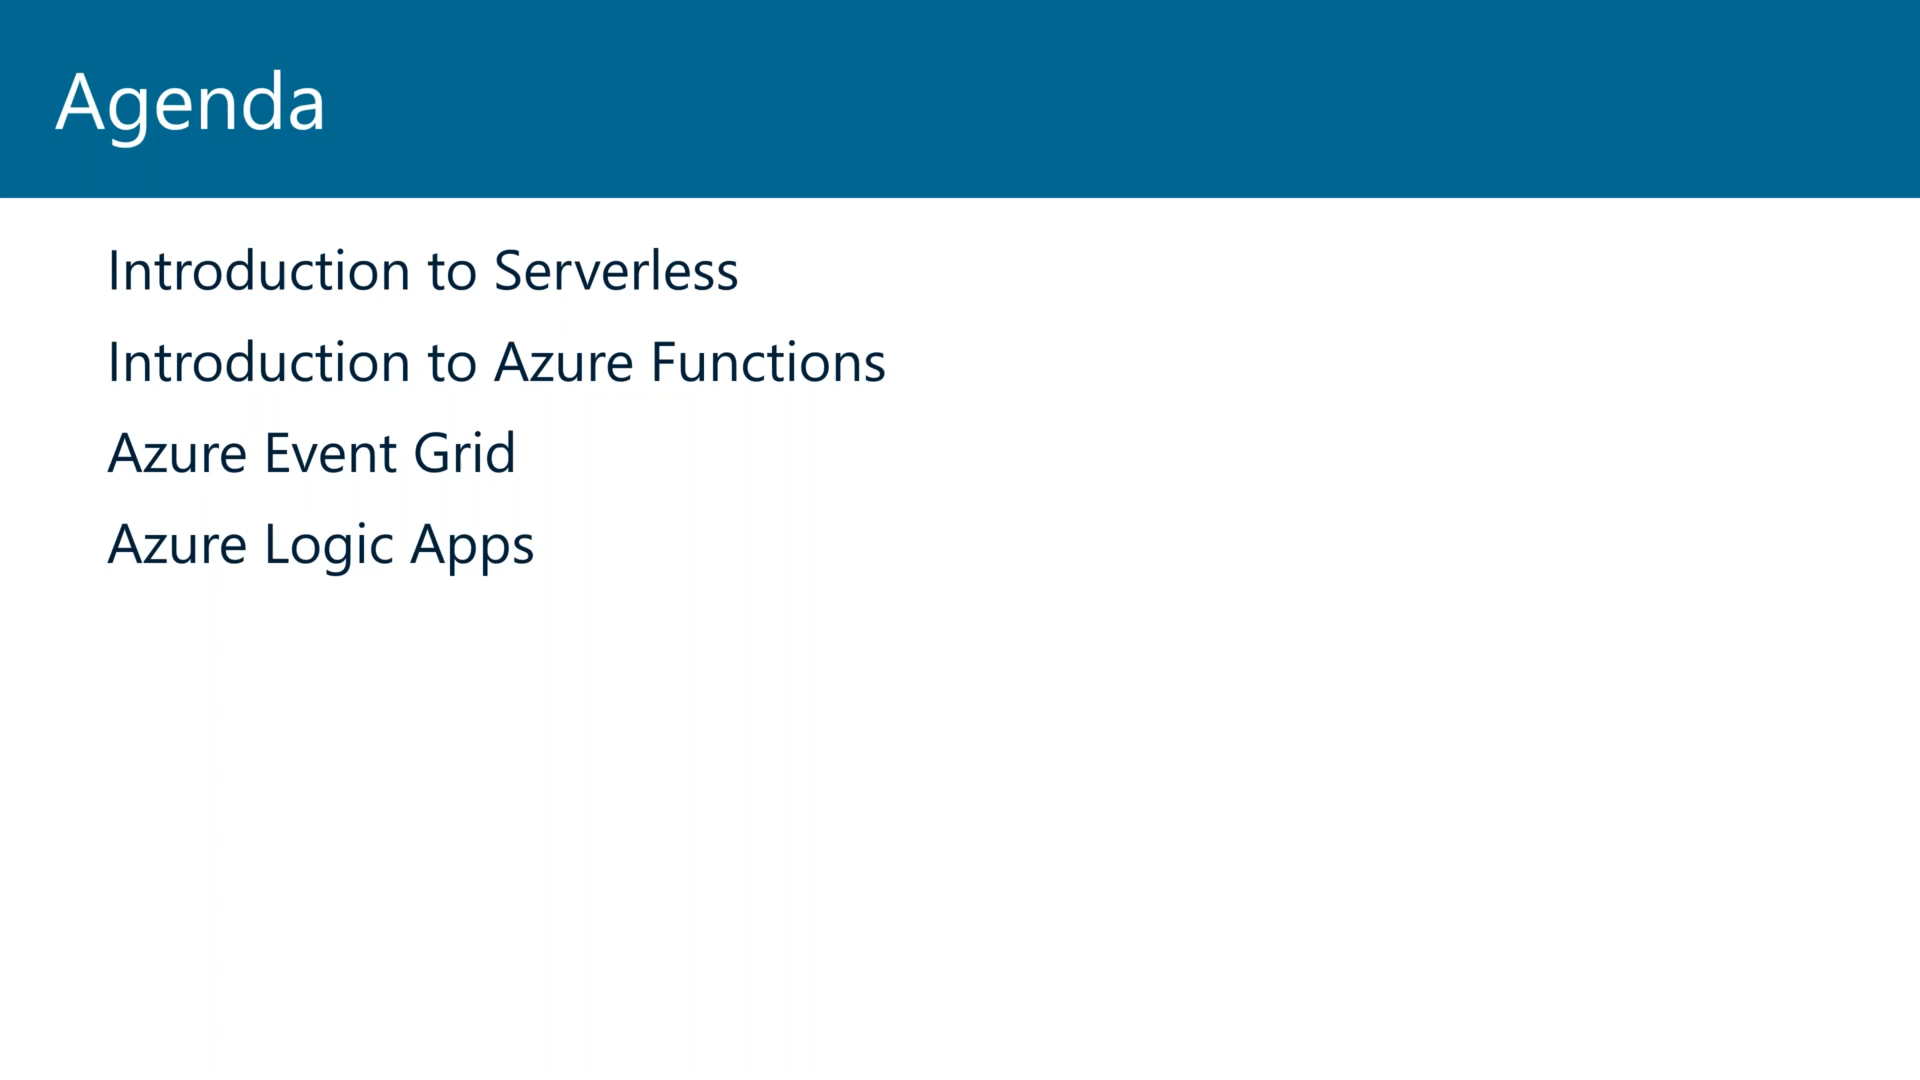 Agenda
Introduction to Serverless
Introduction to Azure Functions
Azure Event Grid
Azure Logic Apps